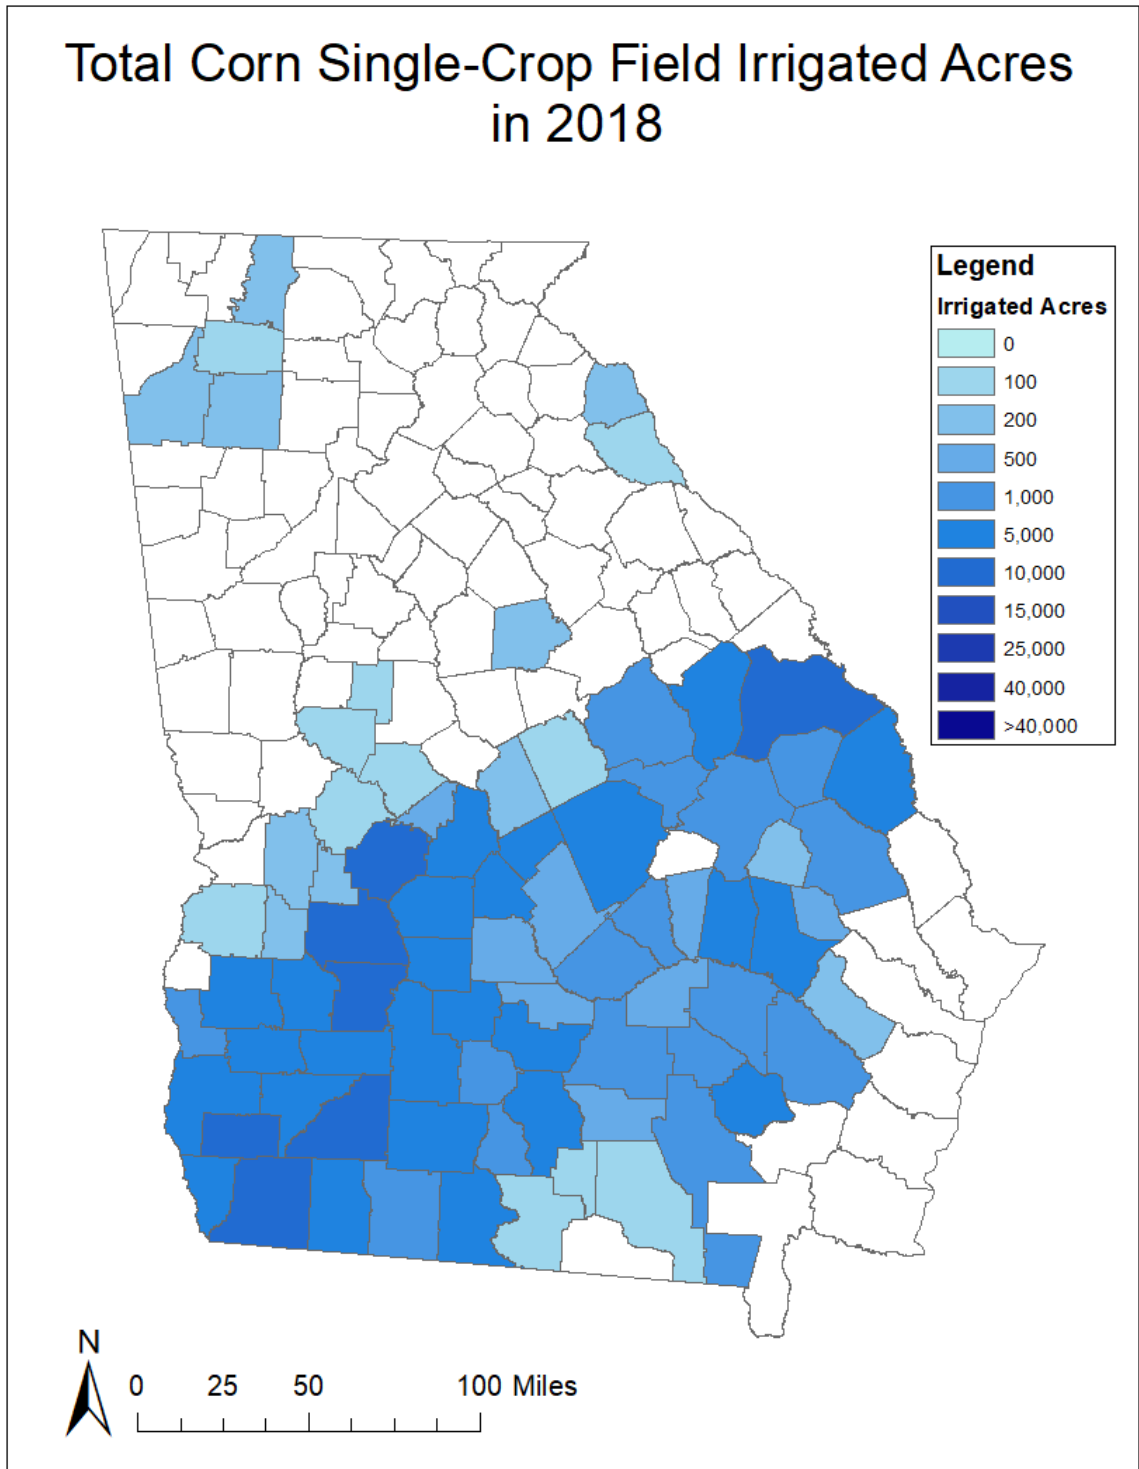 Total Corn Single-Crop Field Irrigated Acres
in 2018
Legend
Irrigated Acres
0
100
200
500
1,000
5,000
10,000
15,000
25,000
40,000
>40,000
N
0 25 50 100 Miles